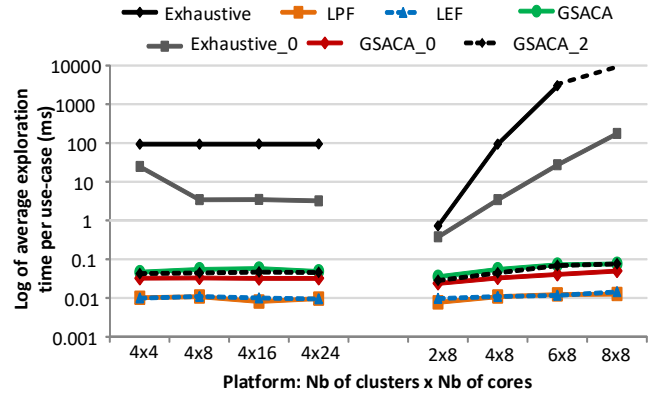 Exhaustive LPF LEF GSACA
Exhaustive_0 GSACA_0 GSACA_2
10000
1000
100
10
1
0.1
0.01
0.001
Log of average exploration
time per use-case (ms)
4x4 4x8 4x16 4x24 2x8 4x8 6x8 8x8
Platform: Nb of clusters x Nb of cores